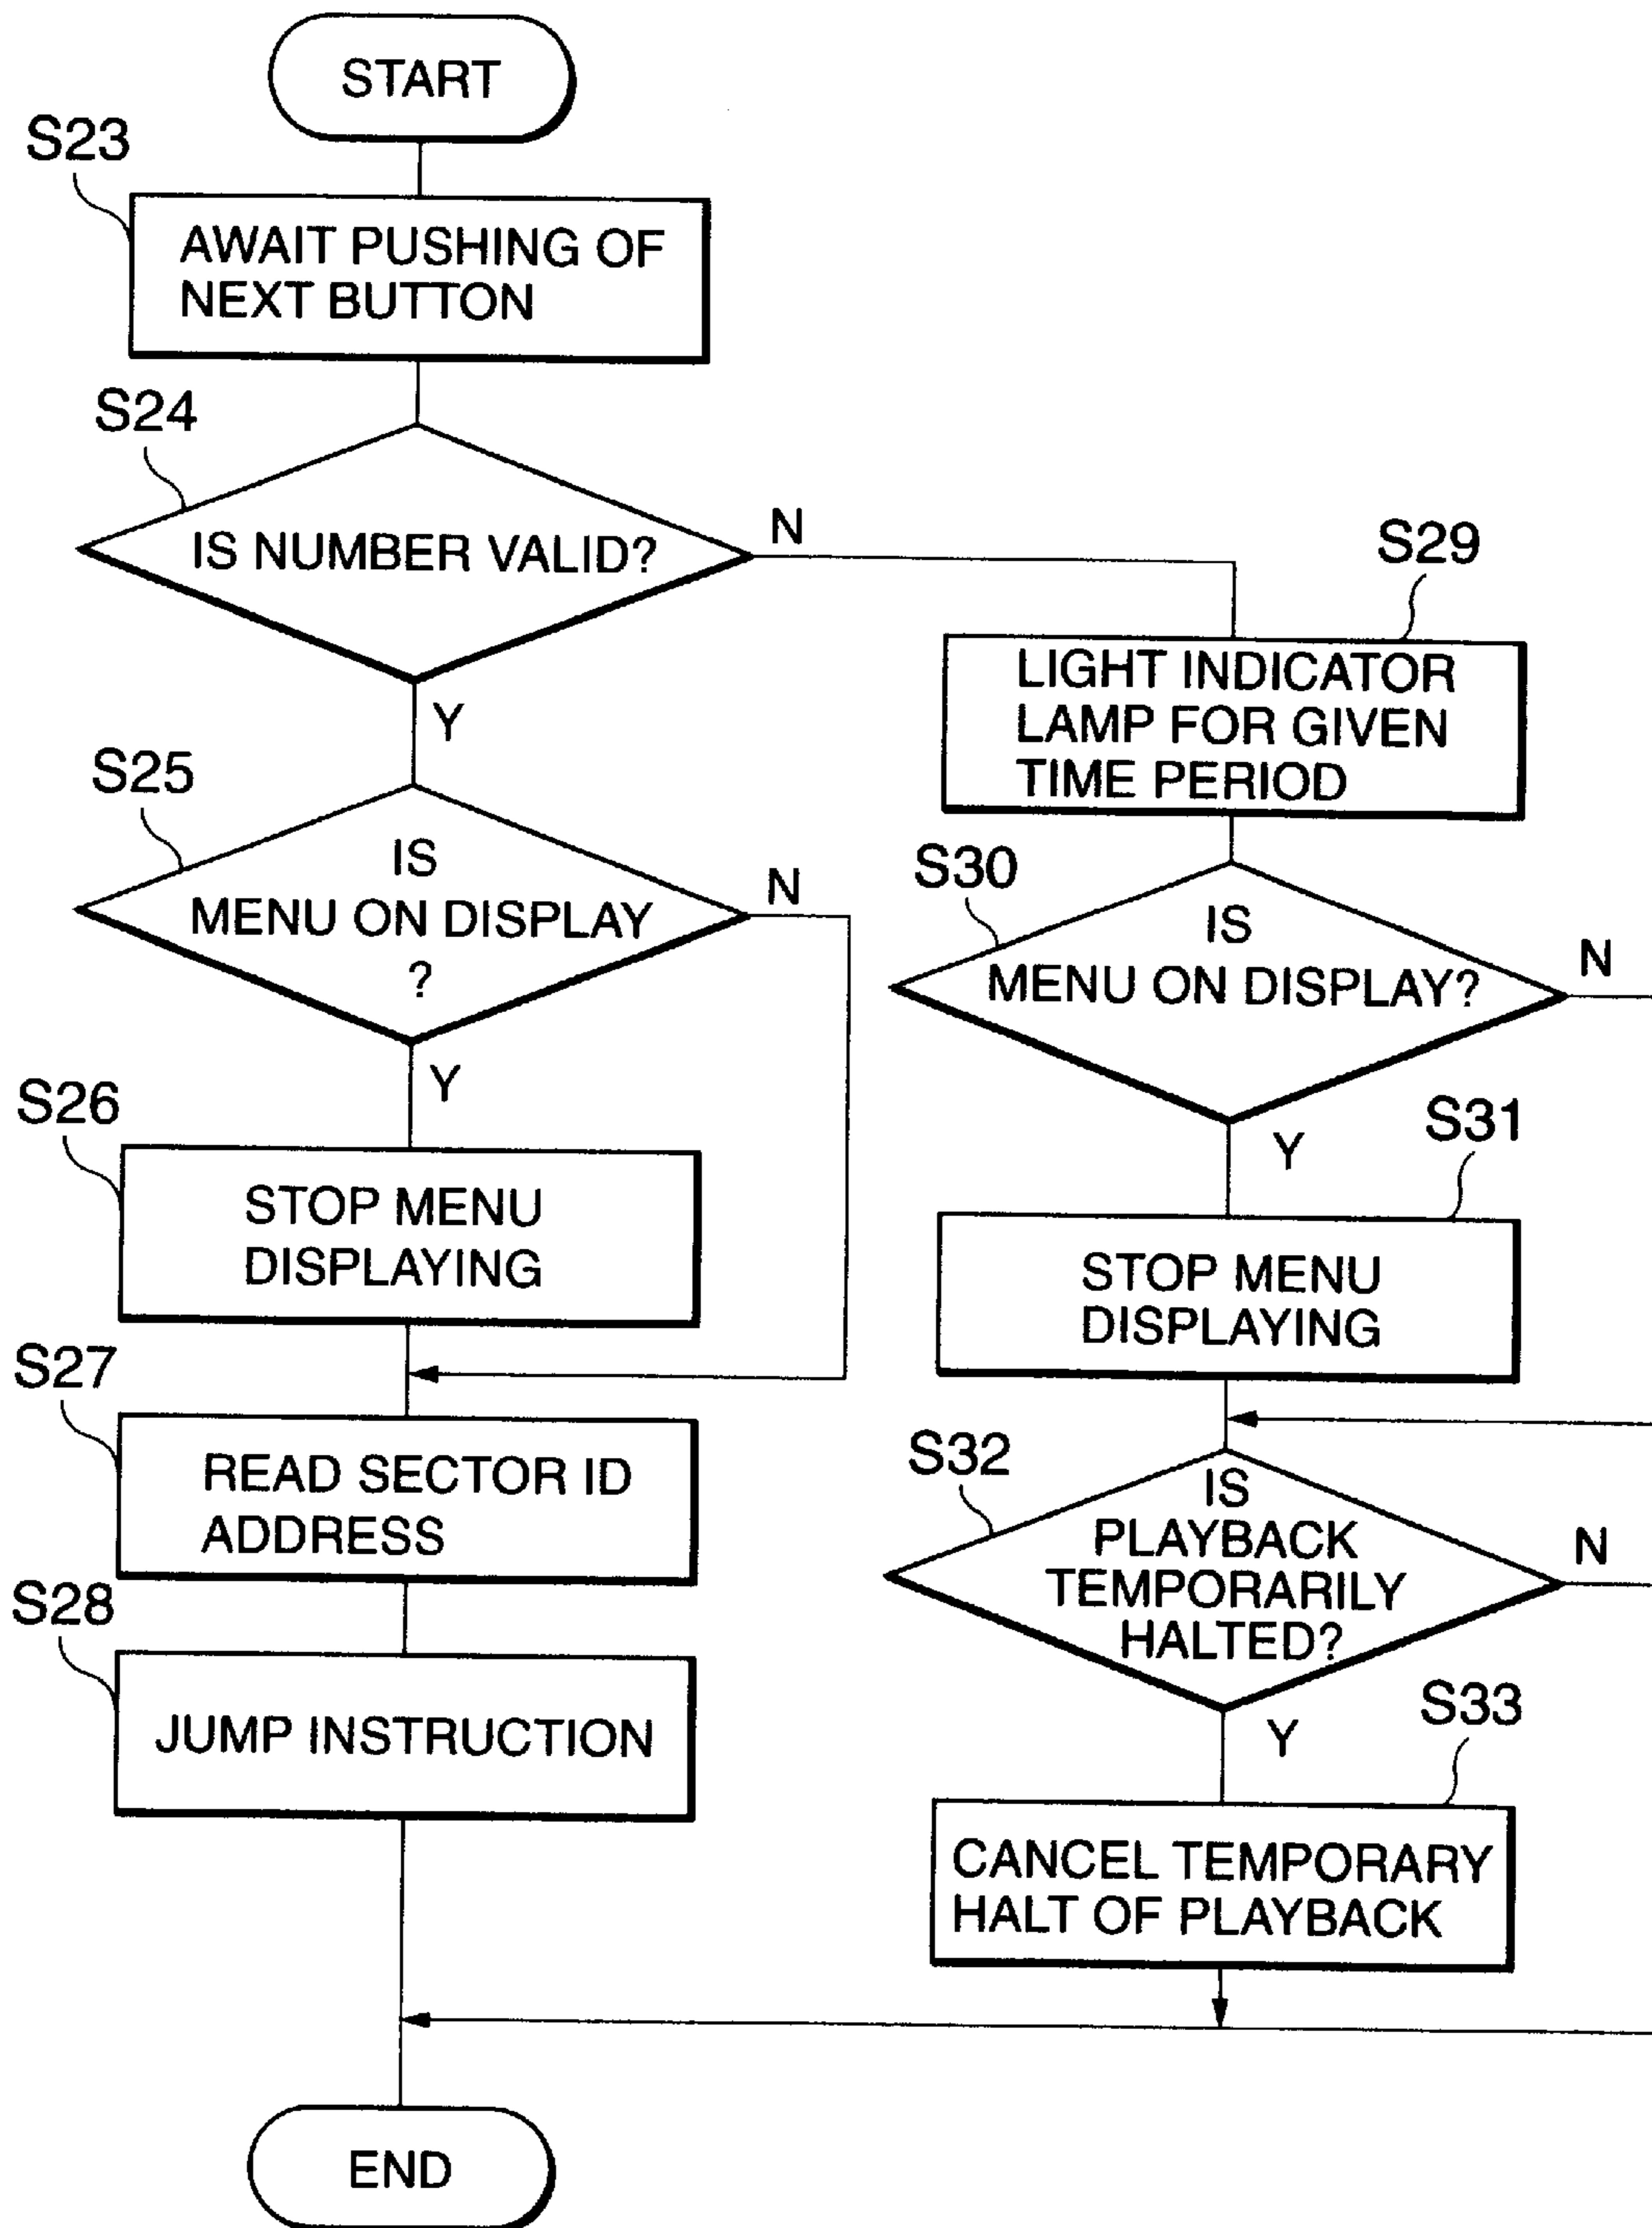 START
S23
AWAIT PUSHING OF
NEXT BUTTON
S24
IS NUMBER VALID?
N
Y
S25
IS
MENU ON DISPLAY
?
N
Y
S26
STOP MENU
DISPLAYING
S27
READ SECTOR ID
ADDRESS
S28
JUMP INSTRUCTION
S29
LIGHT INDICATOR
LAMP FOR GIVEN
TIME PERIOD
S30
IS
MENU ON DISPLAY?
N
Y
S31
STOP MENU
DISPLAYING
S32
IS
PLAYBACK
TEMPORARILY
HALTED?
N
Y
S33
CANCEL TEMPORARY
HALT OF PLAYBACK
END